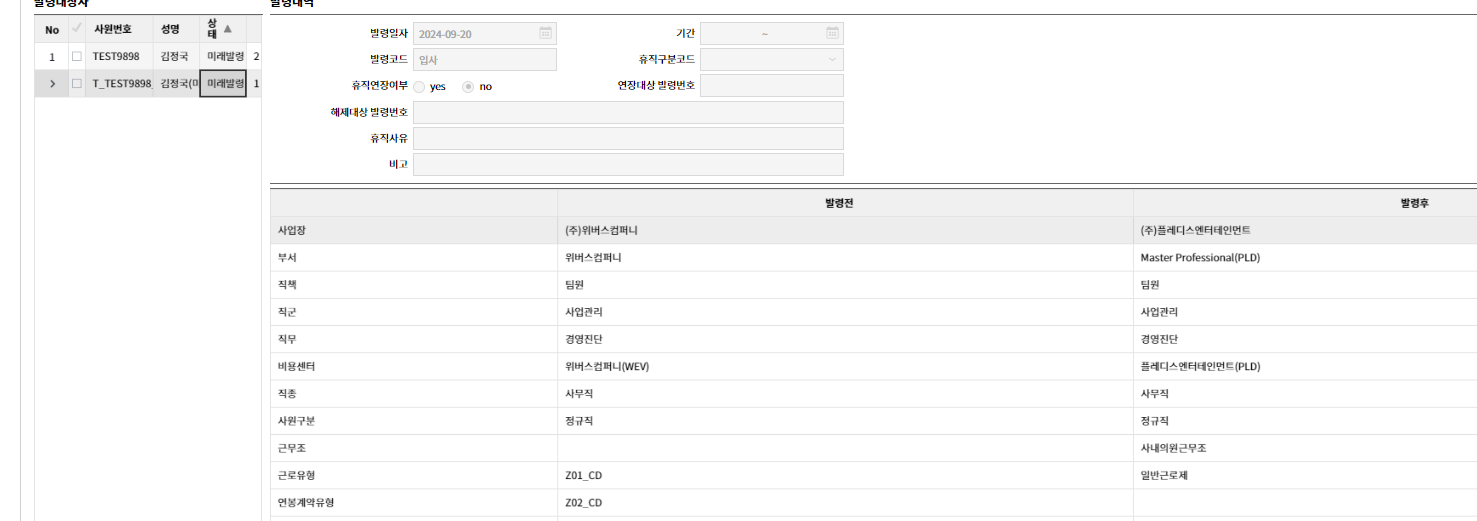 발령대상자
No 사원번호 성명 상태 ▲
1 TEST9898 김정국 미래발령 2
> T_TEST9898_ 김정국(미 미래발령 1
발령내역
발령일자 2024-09-20 기간 ~
발령코드 입사 휴직구분코드
휴직연장여부 yes no 연장대상 발령번호
해제대상 발령번호
휴직사유
비고
발령전 발령후
사업장 (주)위버스컴퍼니 (주)플레디스엔터테인먼트
부서 위버스컴퍼니 Master Professional(PLD)
직책 팀원 팀원
직군 사업관리 사업관리
직무 경영진단 경영진단
비용센터 위버스컴퍼니(WEV) 플레디스엔터테인먼트(PLD)
직종 사무직 사무직
사원구분 정규직 정규직
근무조 사내의원근무조
근로유형 Z01_CD 일반근로제
연봉계약유형 Z02_CD